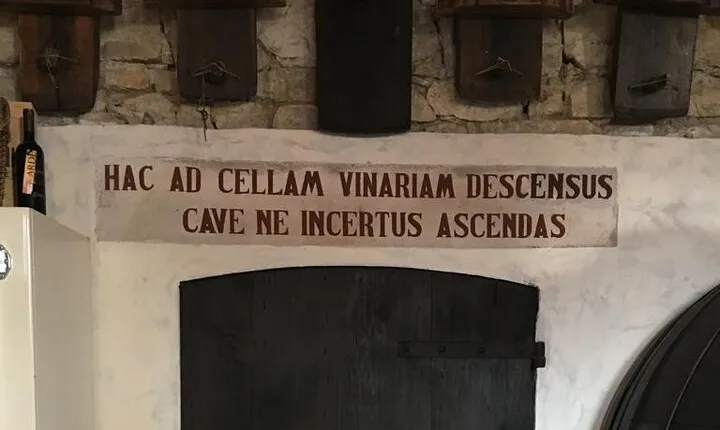 HAC AD CELLAM VINARIAM DESCENSUS
CAVE NE INCERTUS ASCENDAS